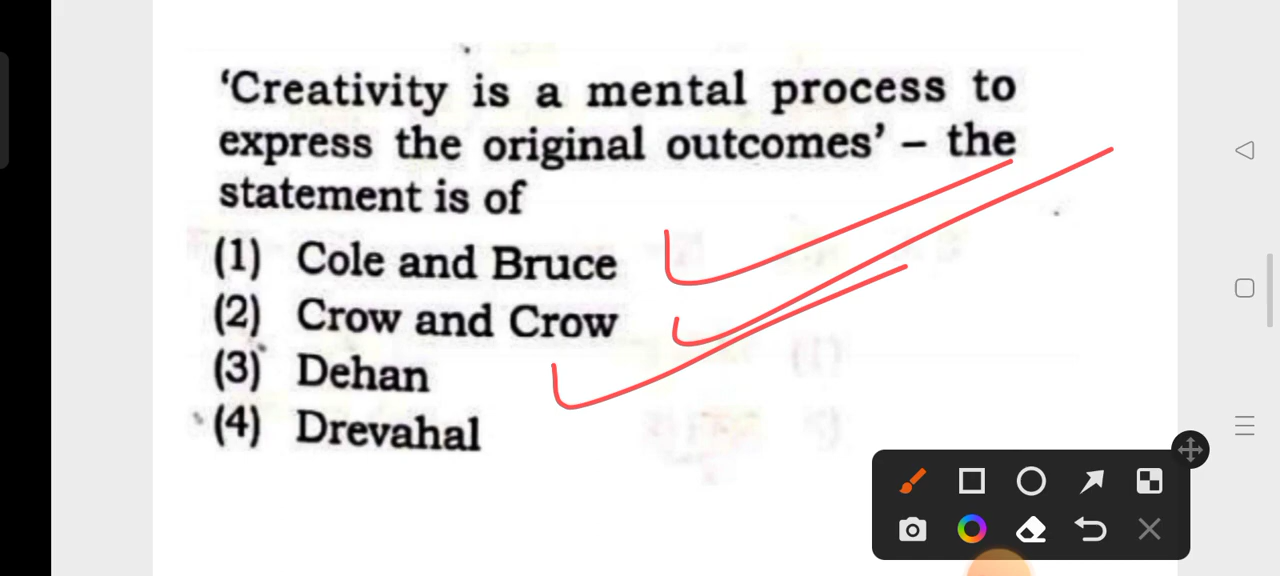 ‘Creativity is a mental process to
express the original outcomes’ – the
statement is of
(1) Cole and Bruce
(2) Crow and Crow
(3) Dehan
(4) Drevahal